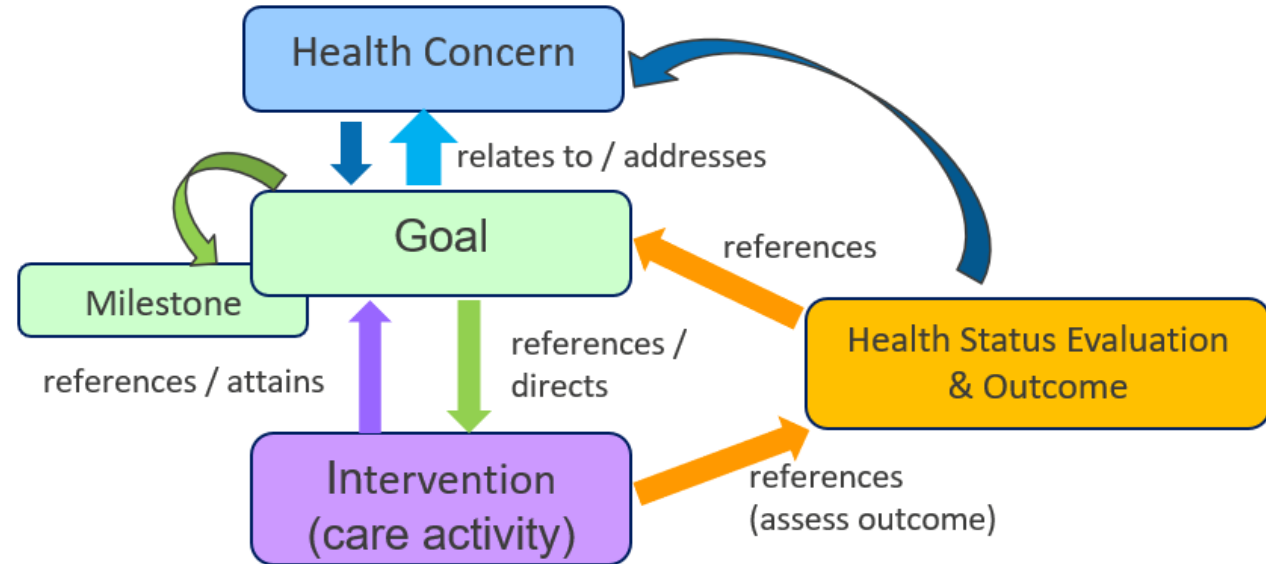 Health Concern
relates to / addresses
Goal
references
Milestone
Health Status Evaluation
& Outcome
references / attains
references /
directs
Intervention
(care activity)
references
(assess outcome)